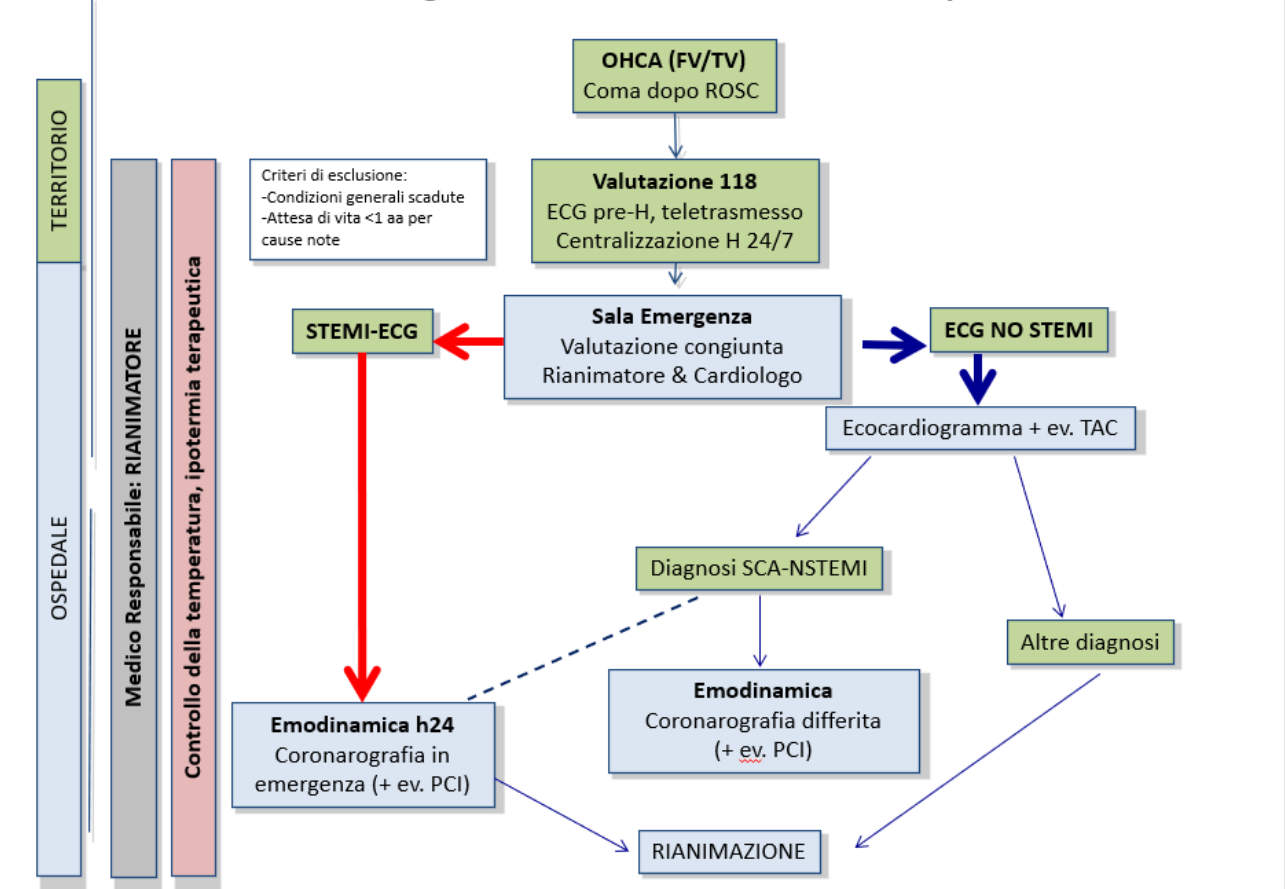 OHCA (FV/TV)
Coma dopo ROSC
TERRITORIO
OSPEDALE
Medico Responsabile: RIANIMATORE
Controllo della temperatura, ipotermia terapeutica
Criteri di esclusione:
-Condizioni generali scadute
-Attesa di vita <1 aa per
cause note
Valutazione 118
ECG pre-H, teletrasmesso
Centralizzazione H 24/7
STEMI-ECG
Sala Emergenza
Valutazione congiunta
Rianimatore & Cardiologo
ECG NO STEMI
Ecocardiogramma + ev. TAC
Diagnosi SCA-NSTEMI
Altre diagnosi
Emodinamica h24
Coronarografia in
emergenza (+ ev. PCI)
Emodinamica
Coronarografia differita
(+ ev. PCI)
RIANIMAZIONE